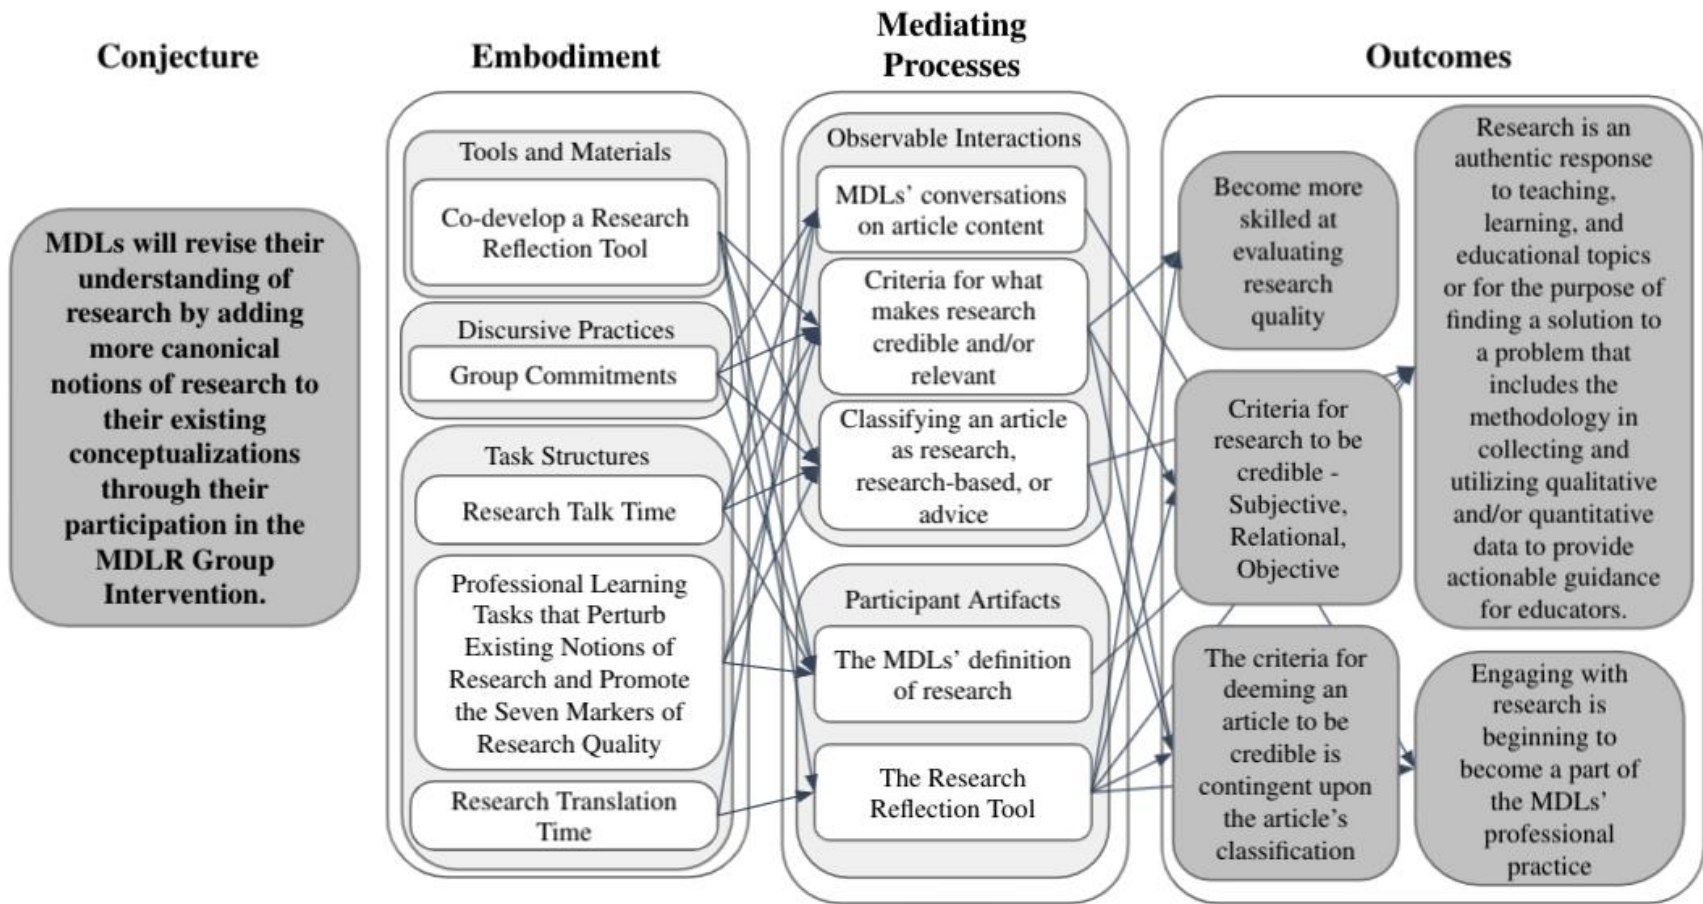 Conjecture
MDLs will revise their
understanding of
research by adding
more canonical
notions of research to
their existing
conceptualizations
through their
participation in the
MDLR Group
Intervention.
Embodiment
Tools and Materials
Co-develop a Research
Reflection Tool
Discursive Practices
Group Commitments
Task Structures
Research Talk Time
Professional Learning
Tasks that Perturb
Existing Notions of
Research and Promote
the Seven Markers of
Research Quality
Research Translation
Time
Mediating
Processes
Observable Interactions
MDLs’ conversations
on article content
Criteria for what
makes research
credible and/or
relevant
Classifying an article
as research,
research-based, or
advice
Participant Artifacts
The MDLs’ definition
of research
The Research
Reflection Tool
Outcomes
Become more
skilled at
evaluating
research
quality
Criteria for
research to be
credible -
Subjective,
Relational,
Objective
The criteria for
deeming an
article to be
credible is
contingent upon
the article’s
classification
Research is an
authentic response
to teaching,
learning, and
educational topics
or for the purpose of
finding a solution to
a problem that
includes the
methodology in
collecting and
utilizing qualitative
and/or quantitative
data to provide
actionable guidance
for educators.
Engaging with
research is
beginning to
become a part of
the MDLs’
professional
practice